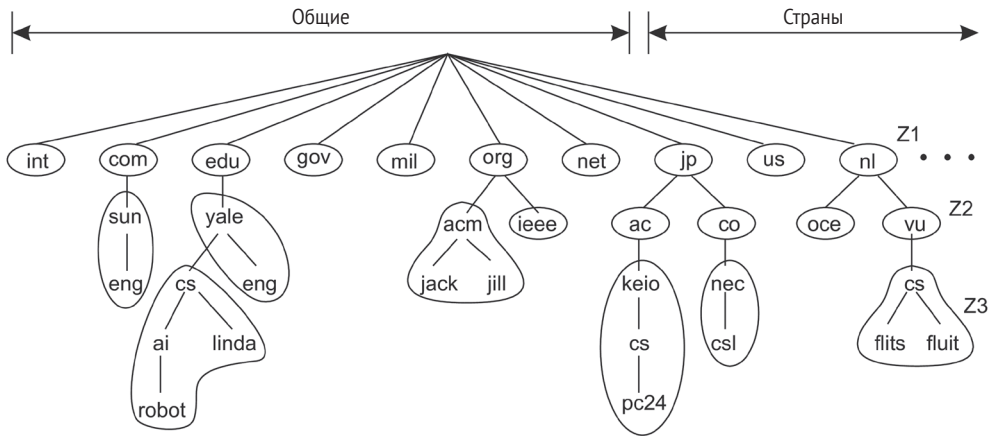 Общие Страны
Z1
int com edu gov mil org net jp us nl . . .
Z2
sun yale acm ieee ac co oce vu
eng cs eng jack jill keio nec cs
Z3
ai linda cs csl flits fluit
robot pc24